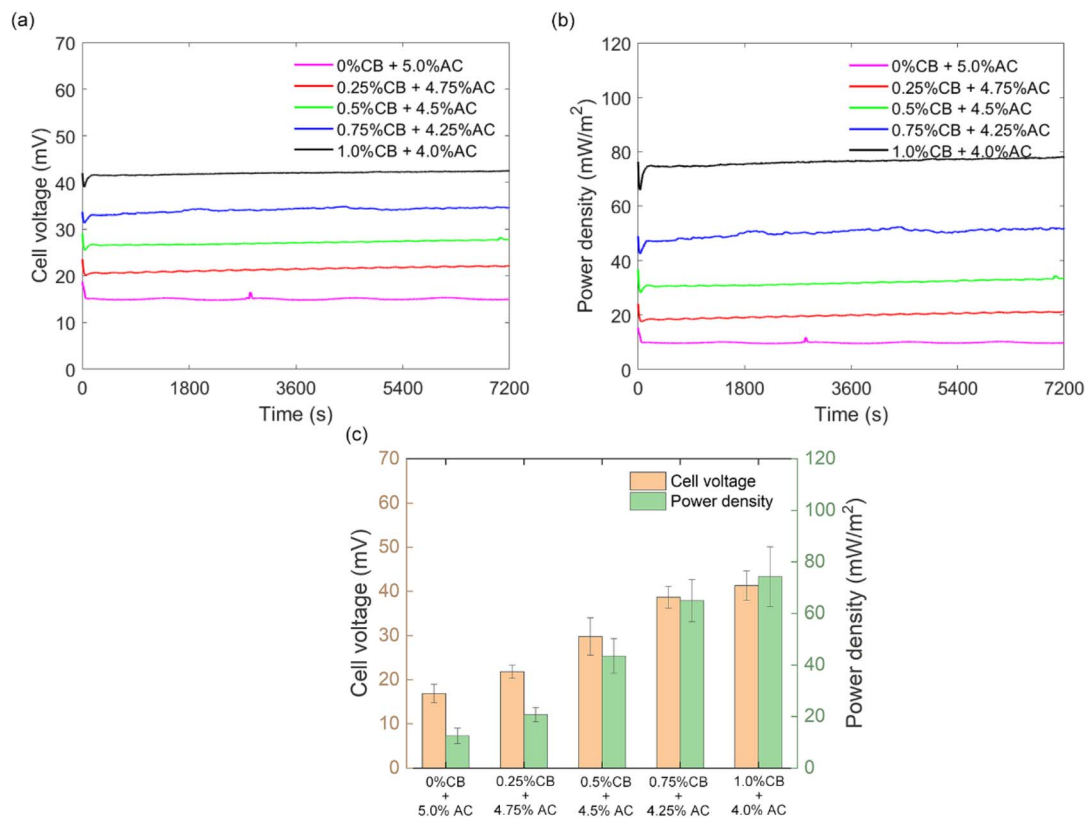 (a)
70
60
50
40
30
20
10
0
Cell voltage (mV)
0%CB + 5.0%AC
0.25%CB + 4.75%AC
0.5%CB + 4.5%AC
0.75%CB + 4.25%AC
1.0%CB + 4.0%AC
0 1800 3600 5400 7200
Time (s)
(b)
120
100
80
60
40
20
0
Power density (mW/m²)
0%CB + 5.0%AC
0.25%CB + 4.75%AC
0.5%CB + 4.5%AC
0.75%CB + 4.25%AC
1.0%CB + 4.0%AC
0 1800 3600 5400 7200
Time (s)
(c)
70
60
50
40
30
20
10
0
Cell voltage (mV)
Cell voltage
Power density
120
100
80
60
40
20
0
Power density (mW/m²)
0%CB 0.25%CB 0.5%CB 0.75%CB 1.0%CB
+ + + + +
5.0% AC 4.75% AC 4.5% AC 4.25% AC 4.0% AC